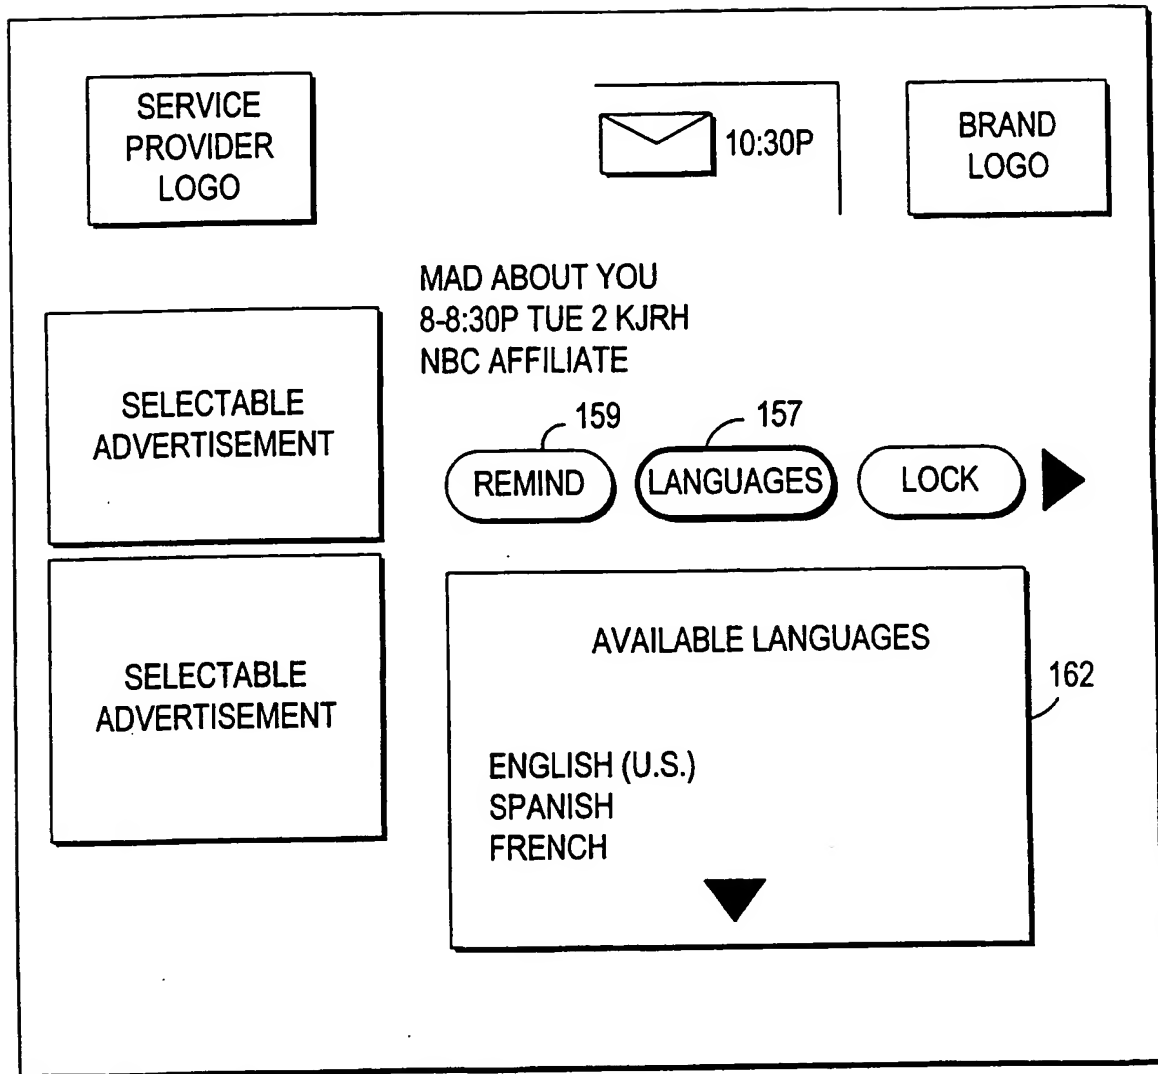 SERVICE
PROVIDER
LOGO
10:30P
BRAND
LOGO
MAD ABOUT YOU
8-8:30P TUE 2 KJRH
NBC AFFILIATE
SELECTABLE
ADVERTISEMENT
159
157
REMIND
LANGUAGES
LOCK
SELECTABLE
ADVERTISEMENT
AVAILABLE LANGUAGES
162
ENGLISH (U.S.)
SPANISH
FRENCH